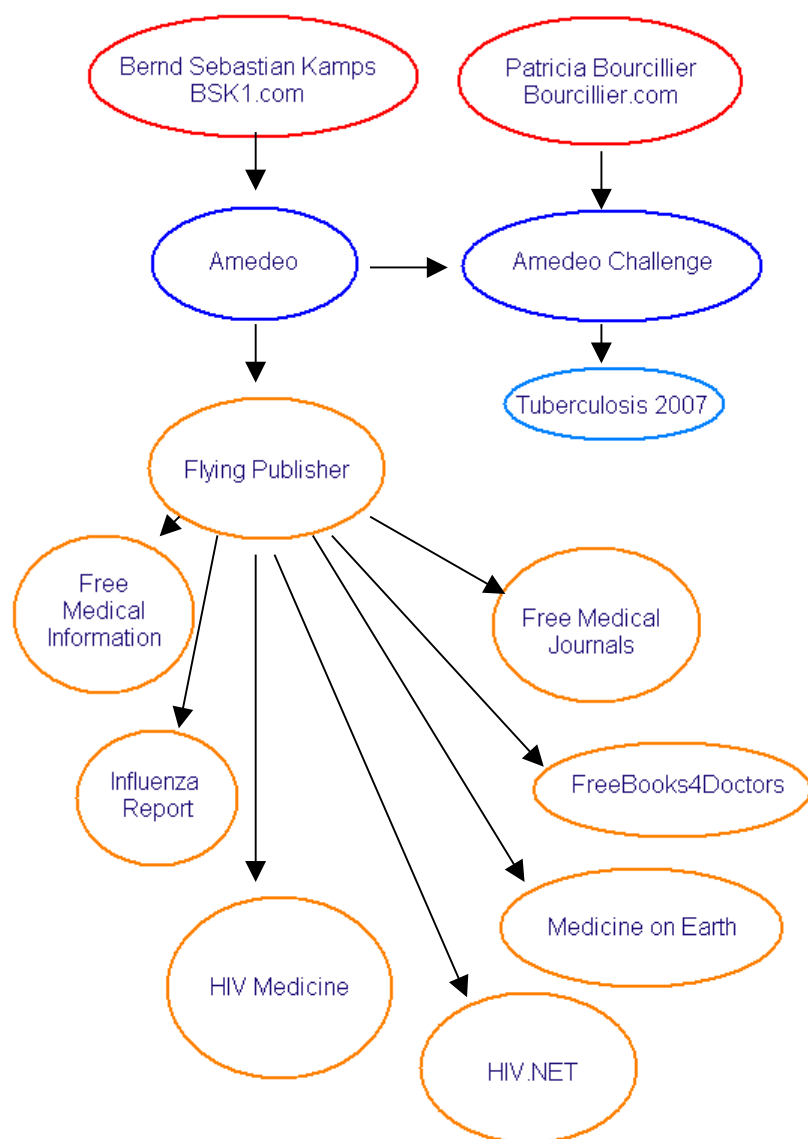 Bernd Sebastian Kamps
BSK1.com
Patricia Bourcillier
Bourcillier.com
Amedeo
Amedeo Challenge
Tuberculosis 2007
Flying Publisher
Free
Medical
Information
Free Medical
Journals
Influenza
Report
FreeBooks4Doctors
Medicine on Earth
HIV Medicine
HIV.NET